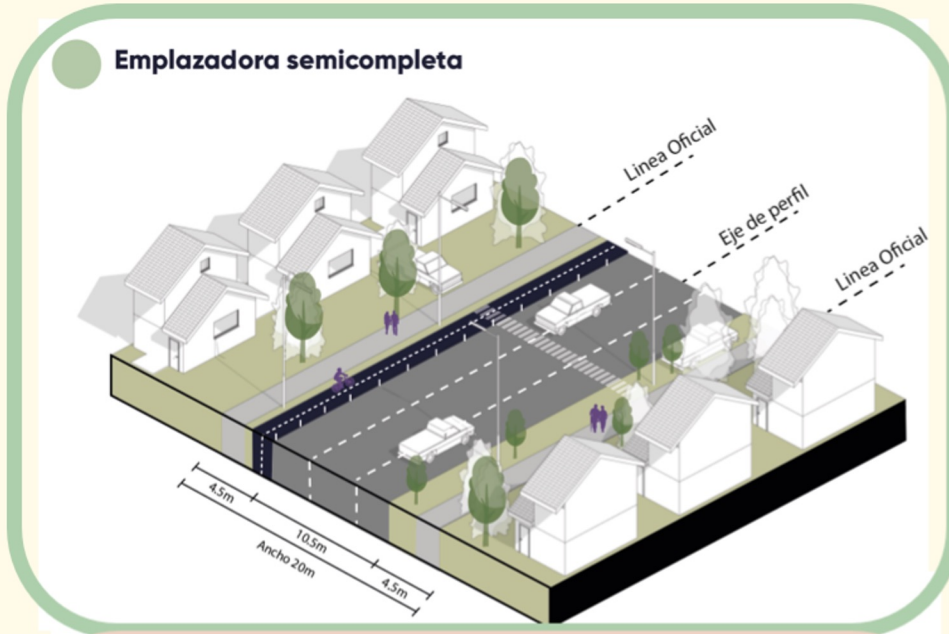 Emplazadora semicompleta
Linea Oficial
Eje de perfil
Linea Oficial
4.5m
10.5m
4.5m
Ancho 20m